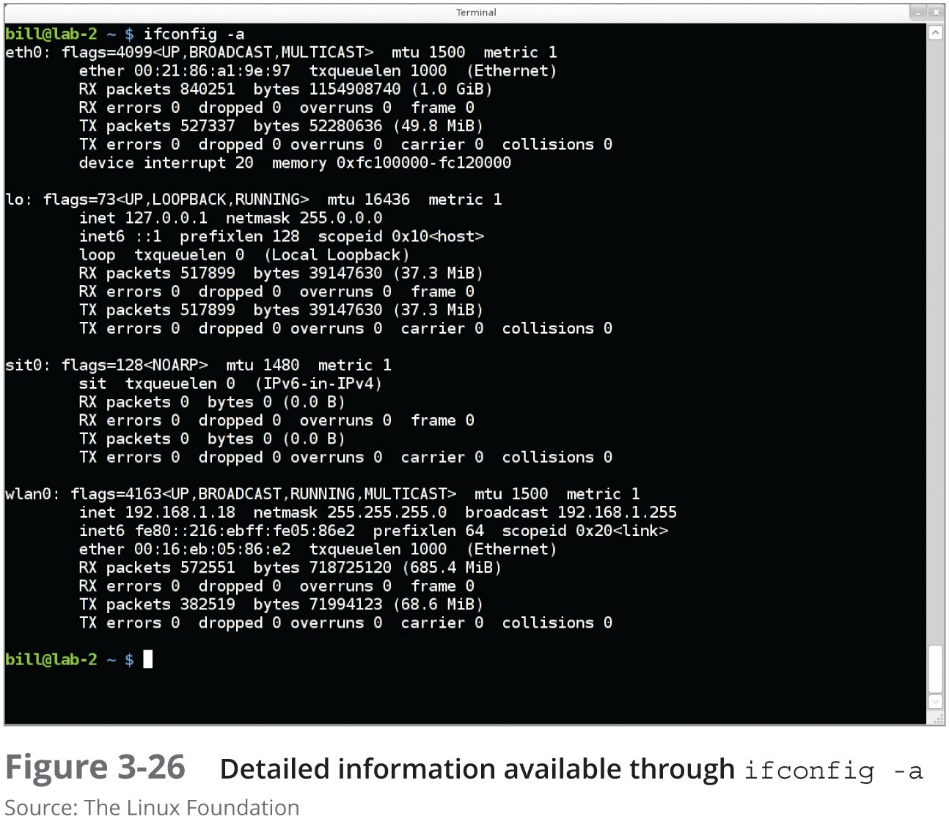 Terminal
bill@lab-2 ~ $ ifconfig -a
eth0: flags=4099<UP,BROADCAST,MULTICAST>  mtu 1500  metric 1
        ether 00:21:86:a1:9e:97  txqueuelen 1000  (Ethernet)
        RX packets 840251  bytes 1154908740 (1.0 GiB)
        RX errors 0  dropped 0  overruns 0  frame 0
        TX packets 527337  bytes 52280636 (49.8 MiB)
        TX errors 0  dropped 0 overruns 0  carrier 0  collisions 0
        device interrupt 20  memory 0xfc100000-fc120000
lo: flags=73<UP,LOOPBACK,RUNNING>  mtu 16436  metric 1
        inet 127.0.0.1  netmask 255.0.0.0
        inet6 ::1  prefixlen 128  scopeid 0x10<host>
        loop  txqueuelen 0  (Local Loopback)
        RX packets 517899  bytes 39147630 (37.3 MiB)
        RX errors 0  dropped 0  overruns 0  frame 0
        TX packets 517899  bytes 39147630 (37.3 MiB)
        TX errors 0  dropped 0 overruns 0  carrier 0  collisions 0
sit0: flags=128<NOARP>  mtu 1480  metric 1
        sit  txqueuelen 0  (IPv6-in-IPv4)
        RX packets 0  bytes 0 (0.0 B)
        RX errors 0  dropped 0  overruns 0  frame 0
        TX packets 0  bytes 0 (0.0 B)
        TX errors 0  dropped 0 overruns 0  carrier 0  collisions 0
wlan0: flags=4163<UP,BROADCAST,RUNNING,MULTICAST>  mtu 1500  metric 1
        inet 192.168.1.18  netmask 255.255.255.0  broadcast 192.168.1.255
        inet6 fe80::216:ebff:fe05:86e2  prefixlen 64  scopeid 0x20<link>
        ether 00:16:eb:05:86:e2  txqueuelen 1000  (Ethernet)
        RX packets 572551  bytes 718725120 (685.4 MiB)
        RX errors 0  dropped 0  overruns 0  frame 0
        TX packets 382519  bytes 71994123 (68.6 MiB)
        TX errors 0  dropped 0 overruns 0  carrier 0  collisions 0
bill@lab-2 ~ $
Figure 3-26 Detailed information available through ifconfig -a
Source: The Linux Foundation